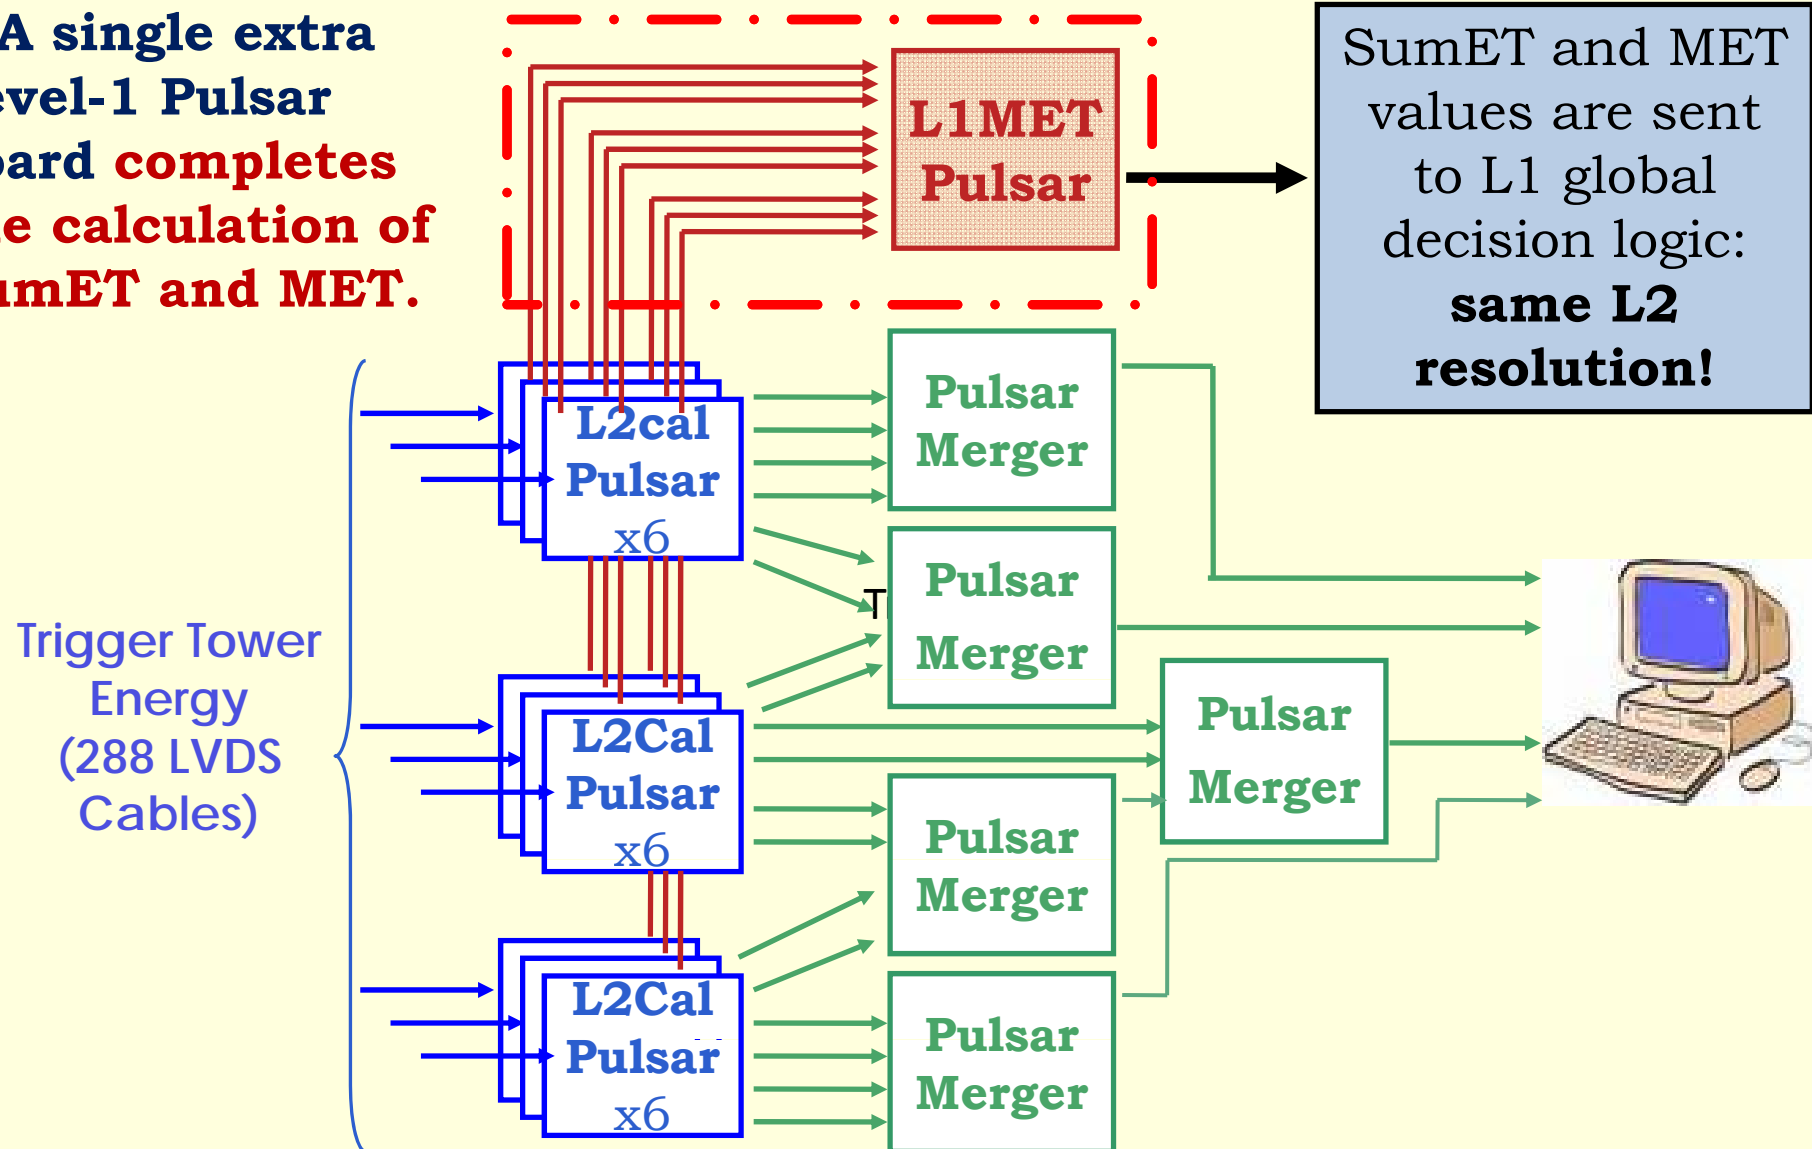 A single extra
evel-1 Pulsar
oard completes
e calculation of
umET and MET.
L1MET
Pulsar
SumET and MET
values are sent
to L1 global
decision logic:
same L2
resolution!
Trigger Tower
Energy
(288 LVDS
Cables)
L2cal
Pulsar
x6
L2Cal
Pulsar
x6
L2Cal
Pulsar
x6
Pulsar
Merger
T
Pulsar
Merger
Pulsar
Merger
Pulsar
Merger
Pulsar
Merger